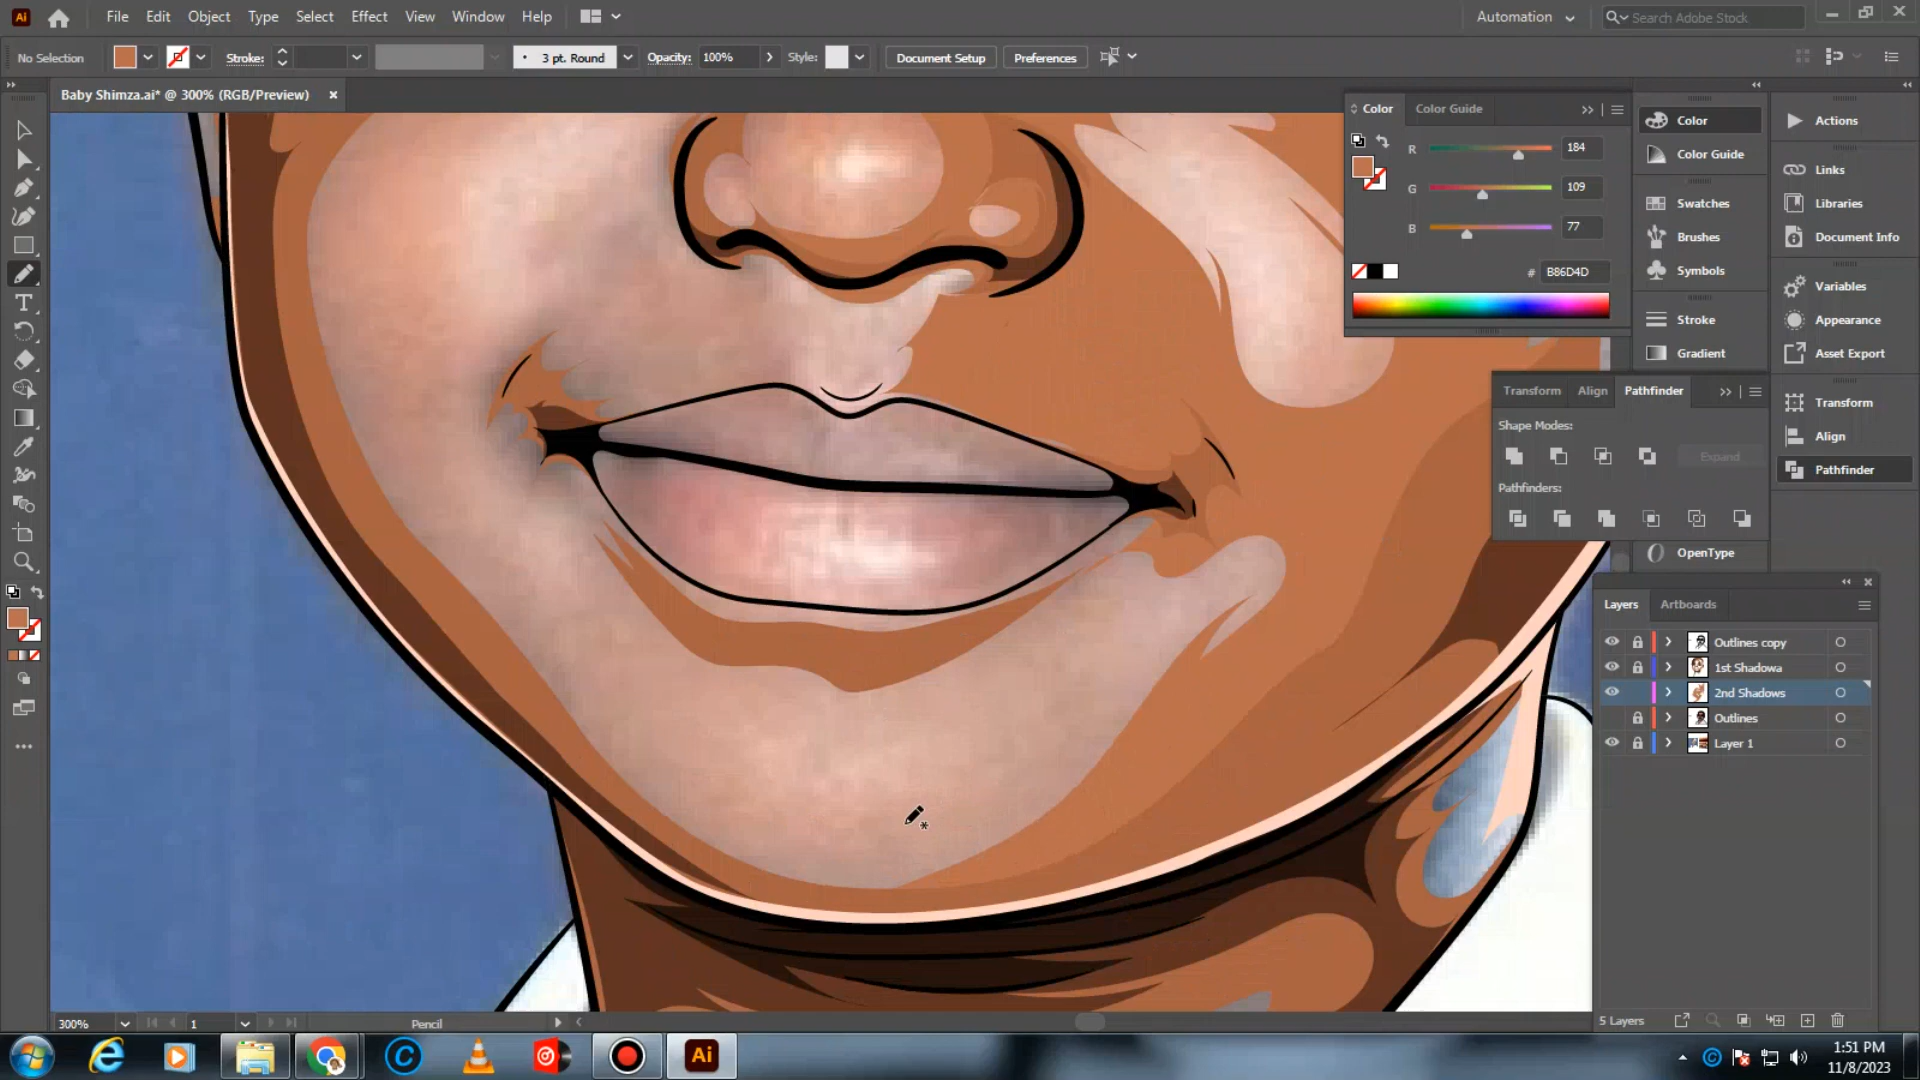 Ai File Edit Object Type Select Effect View Window Help Automation Search Adobe Stock
No Selection Stroke: 3 pt. Round Opacity: 100% Style: Document Setup Preferences
Baby Shimza.ai* @ 300% (RGB/Preview)
Color Color Guide
R 184
G 109
B 77
# B86D4D
Color
Color Guide
Swatches
Brushes
Symbols
Stroke
Gradient
OpenType
Actions
Links
Libraries
Document Info
Variables
Appearance
Asset Export
Transform
Align
Pathfinder
Transform Align Pathfinder
Shape Modes:
Expand
Pathfinders:
Layers Artboards
Outlines copy
1st Shadowa
2nd Shadows
Outlines
Layer 1
5 Layers
300% 1 Pencil
Ai
1:51 PM
11/8/2023